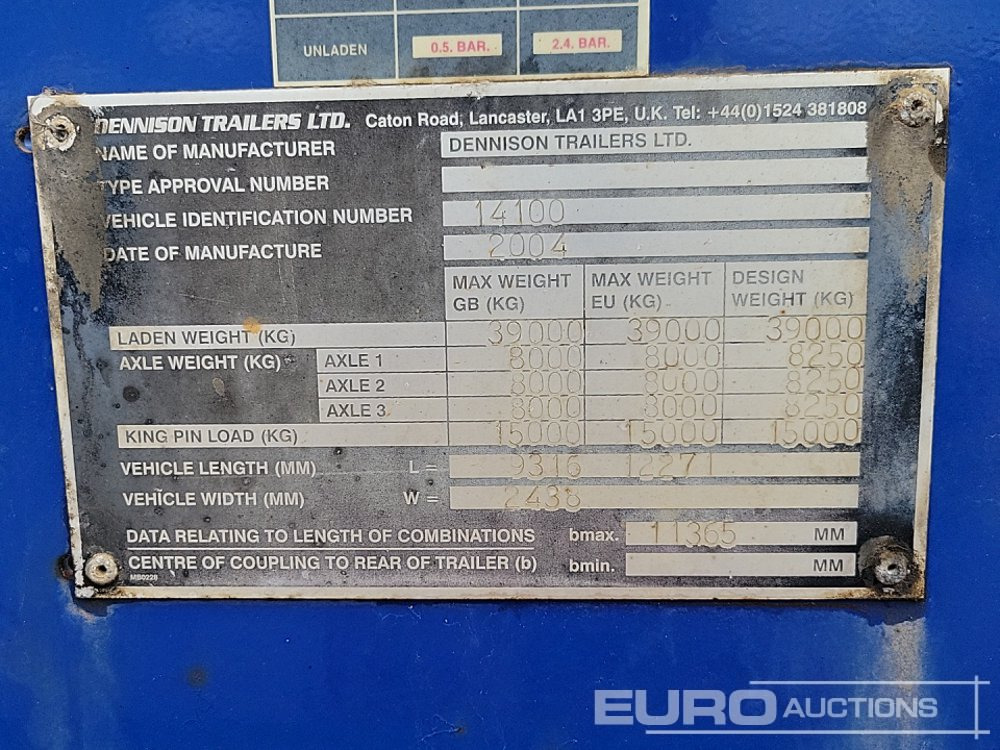 UNLADEN 0.5. BAR. 2.4. BAR.
DENNISON TRAILERS LTD. Caton Road, Lancaster, LA1 3PE, U.K. Tel: +44(0)1524 381808
NAME OF MANUFACTURER DENNISON TRAILERS LTD.
TYPE APPROVAL NUMBER
VEHICLE IDENTIFICATION NUMBER 14100
DATE OF MANUFACTURE 2004
MAX WEIGHT GB (KG) MAX WEIGHT EU (KG) DESIGN WEIGHT (KG)
LADEN WEIGHT (KG) 39000 39000 39000
AXLE WEIGHT (KG) AXLE 1 8000 8000 8250
AXLE 2 8000 8000 8250
AXLE 3 8000 8000 8250
KING PIN LOAD (KG) 15000 15000 15000
VEHICLE LENGTH (MM) L = 9316 12271
VEHICLE WIDTH (MM) W = 2438
DATA RELATING TO LENGTH OF COMBINATIONS bmax. 11365 MM
CENTRE OF COUPLING TO REAR OF TRAILER (b) bmin. MM
MB0228
EURO AUCTIONS